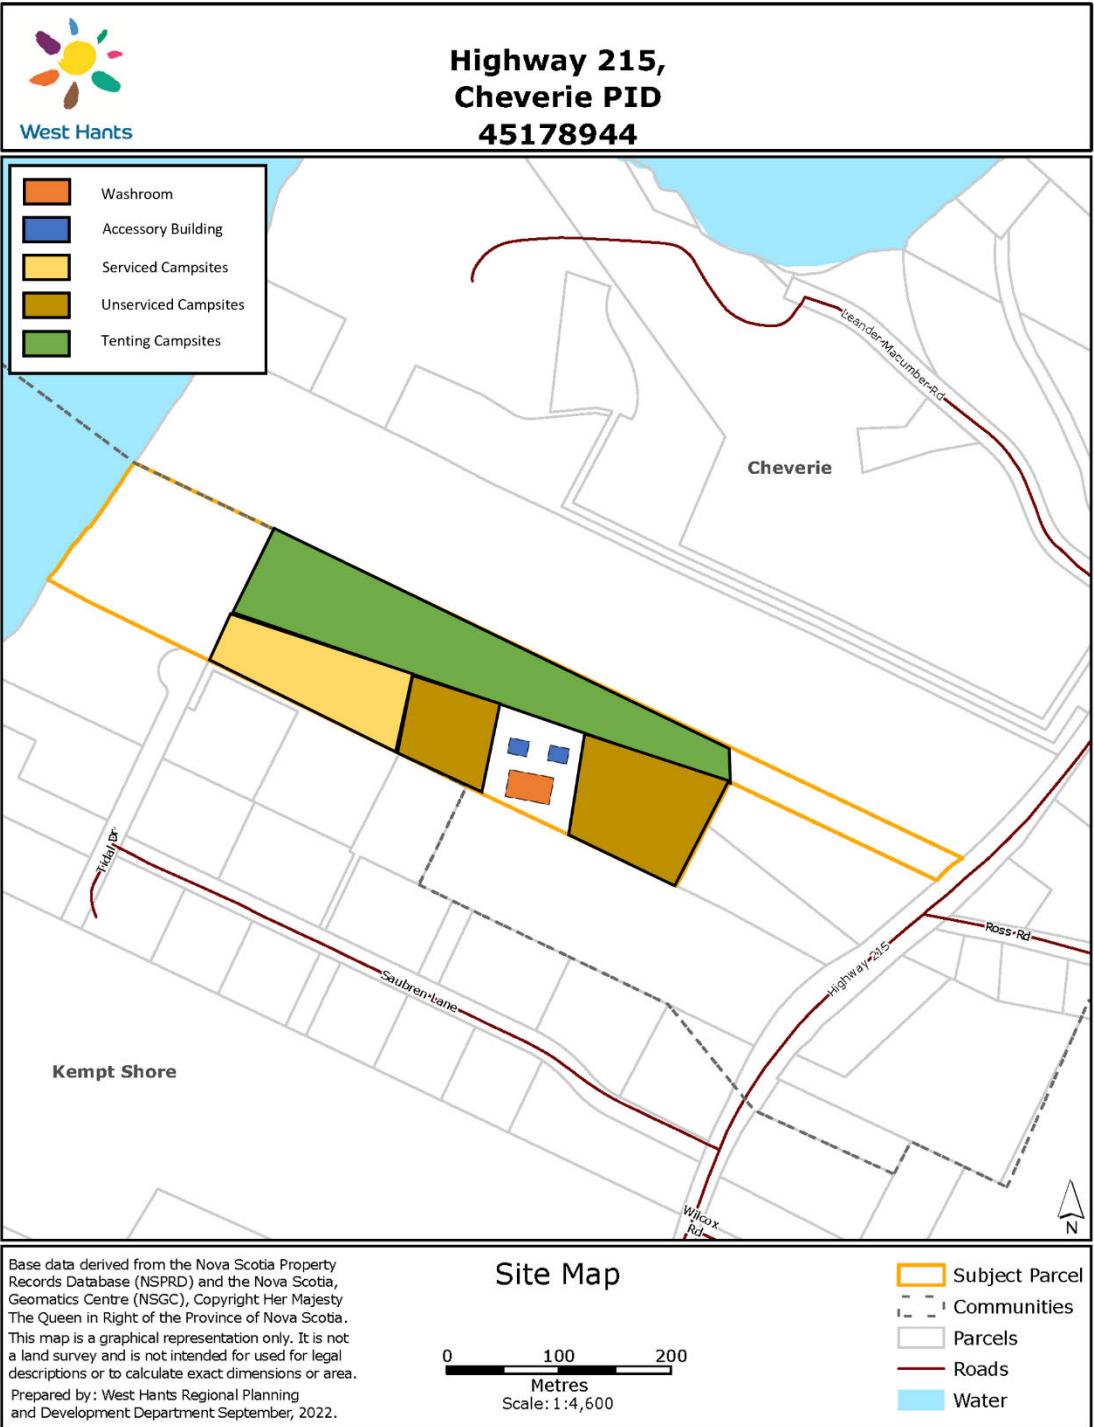 West Hants
Highway 215,
Cheverie PID
45178944
Washroom
Accessory Building
Serviced Campsites
Unserviced Campsites
Tenting Campsites
Leander-Macumber-Rd
Cheverie
Tidal Dr
Ross-Rd
Highway-215
Saubren-Lane
Kempt Shore
Wilcox
Rd
N
Base data derived from the Nova Scotia Property
Records Database (NSPRD) and the Nova Scotia,
Geomatics Centre (NSGC), Copyright Her Majesty
The Queen in Right of the Province of Nova Scotia.
This map is a graphical representation only. It is not
a land survey and is not intended for used for legal
descriptions or to calculate exact dimensions or area.
Prepared by: West Hants Regional Planning
and Development Department September, 2022.
Site Map
0 100 200
Metres
Scale: 1:4,600
Subject Parcel
Communities
Parcels
Roads
Water